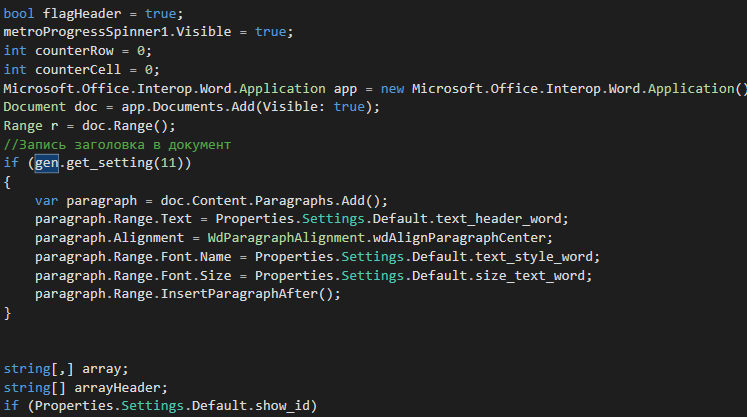 bool flagHeader = true;
metroProgressSpinner1.Visible = true;
int counterRow = 0;
int counterCell = 0;
Microsoft.Office.Interop.Word.Application app = new Microsoft.Office.Interop.Word.Application()
Document doc = app.Documents.Add(Visible: true);
Range r = doc.Range();
//Запись заголовка в документ
if (gen.get_setting(11))
{
    var paragraph = doc.Content.Paragraphs.Add();
    paragraph.Range.Text = Properties.Settings.Default.text_header_word;
    paragraph.Alignment = WdParagraphAlignment.wdAlignParagraphCenter;
    paragraph.Range.Font.Name = Properties.Settings.Default.text_style_word;
    paragraph.Range.Font.Size = Properties.Settings.Default.size_text_word;
    paragraph.Range.InsertParagraphAfter();
}
string[,] array;
string[] arrayHeader;
if (Properties.Settings.Default.show_id)